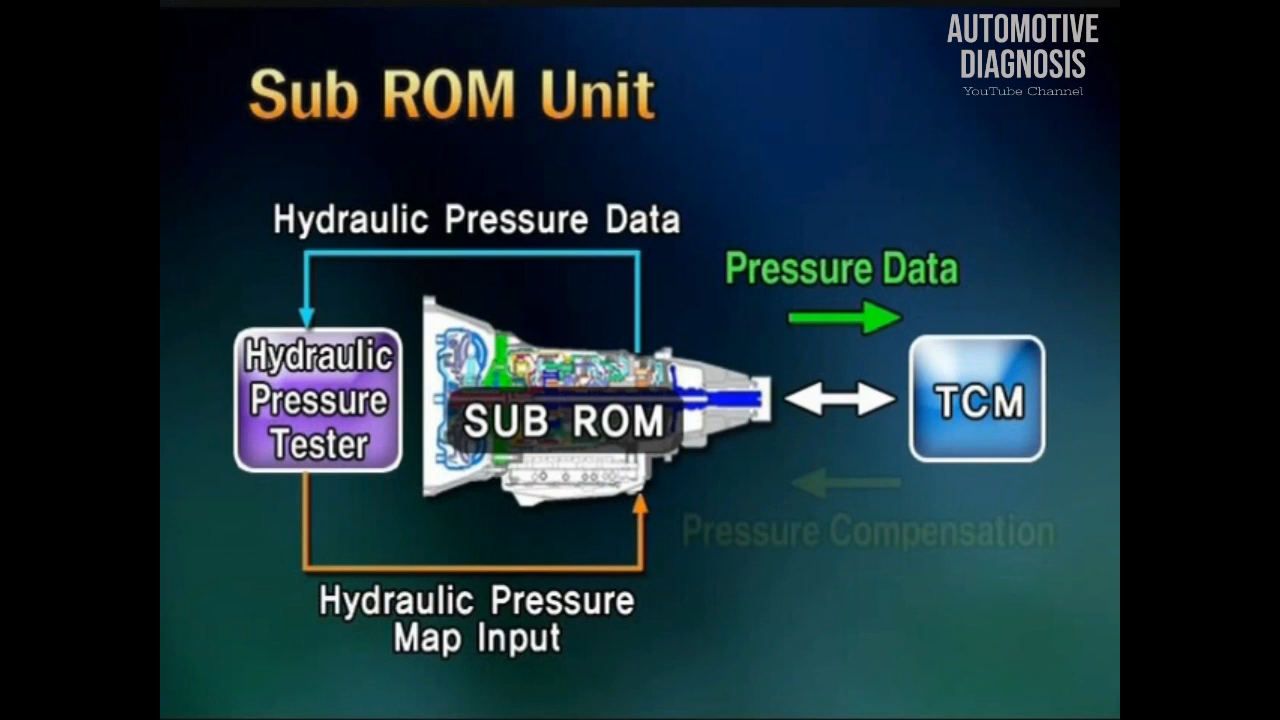 AUTOMOTIVE
DIAGNOSIS
YouTube Channel
Sub ROM Unit
Hydraulic Pressure Data
Pressure Data
Hydraulic
Pressure
Tester
SUB ROM
TCM
Pressure Compensation
Hydraulic Pressure
Map Input